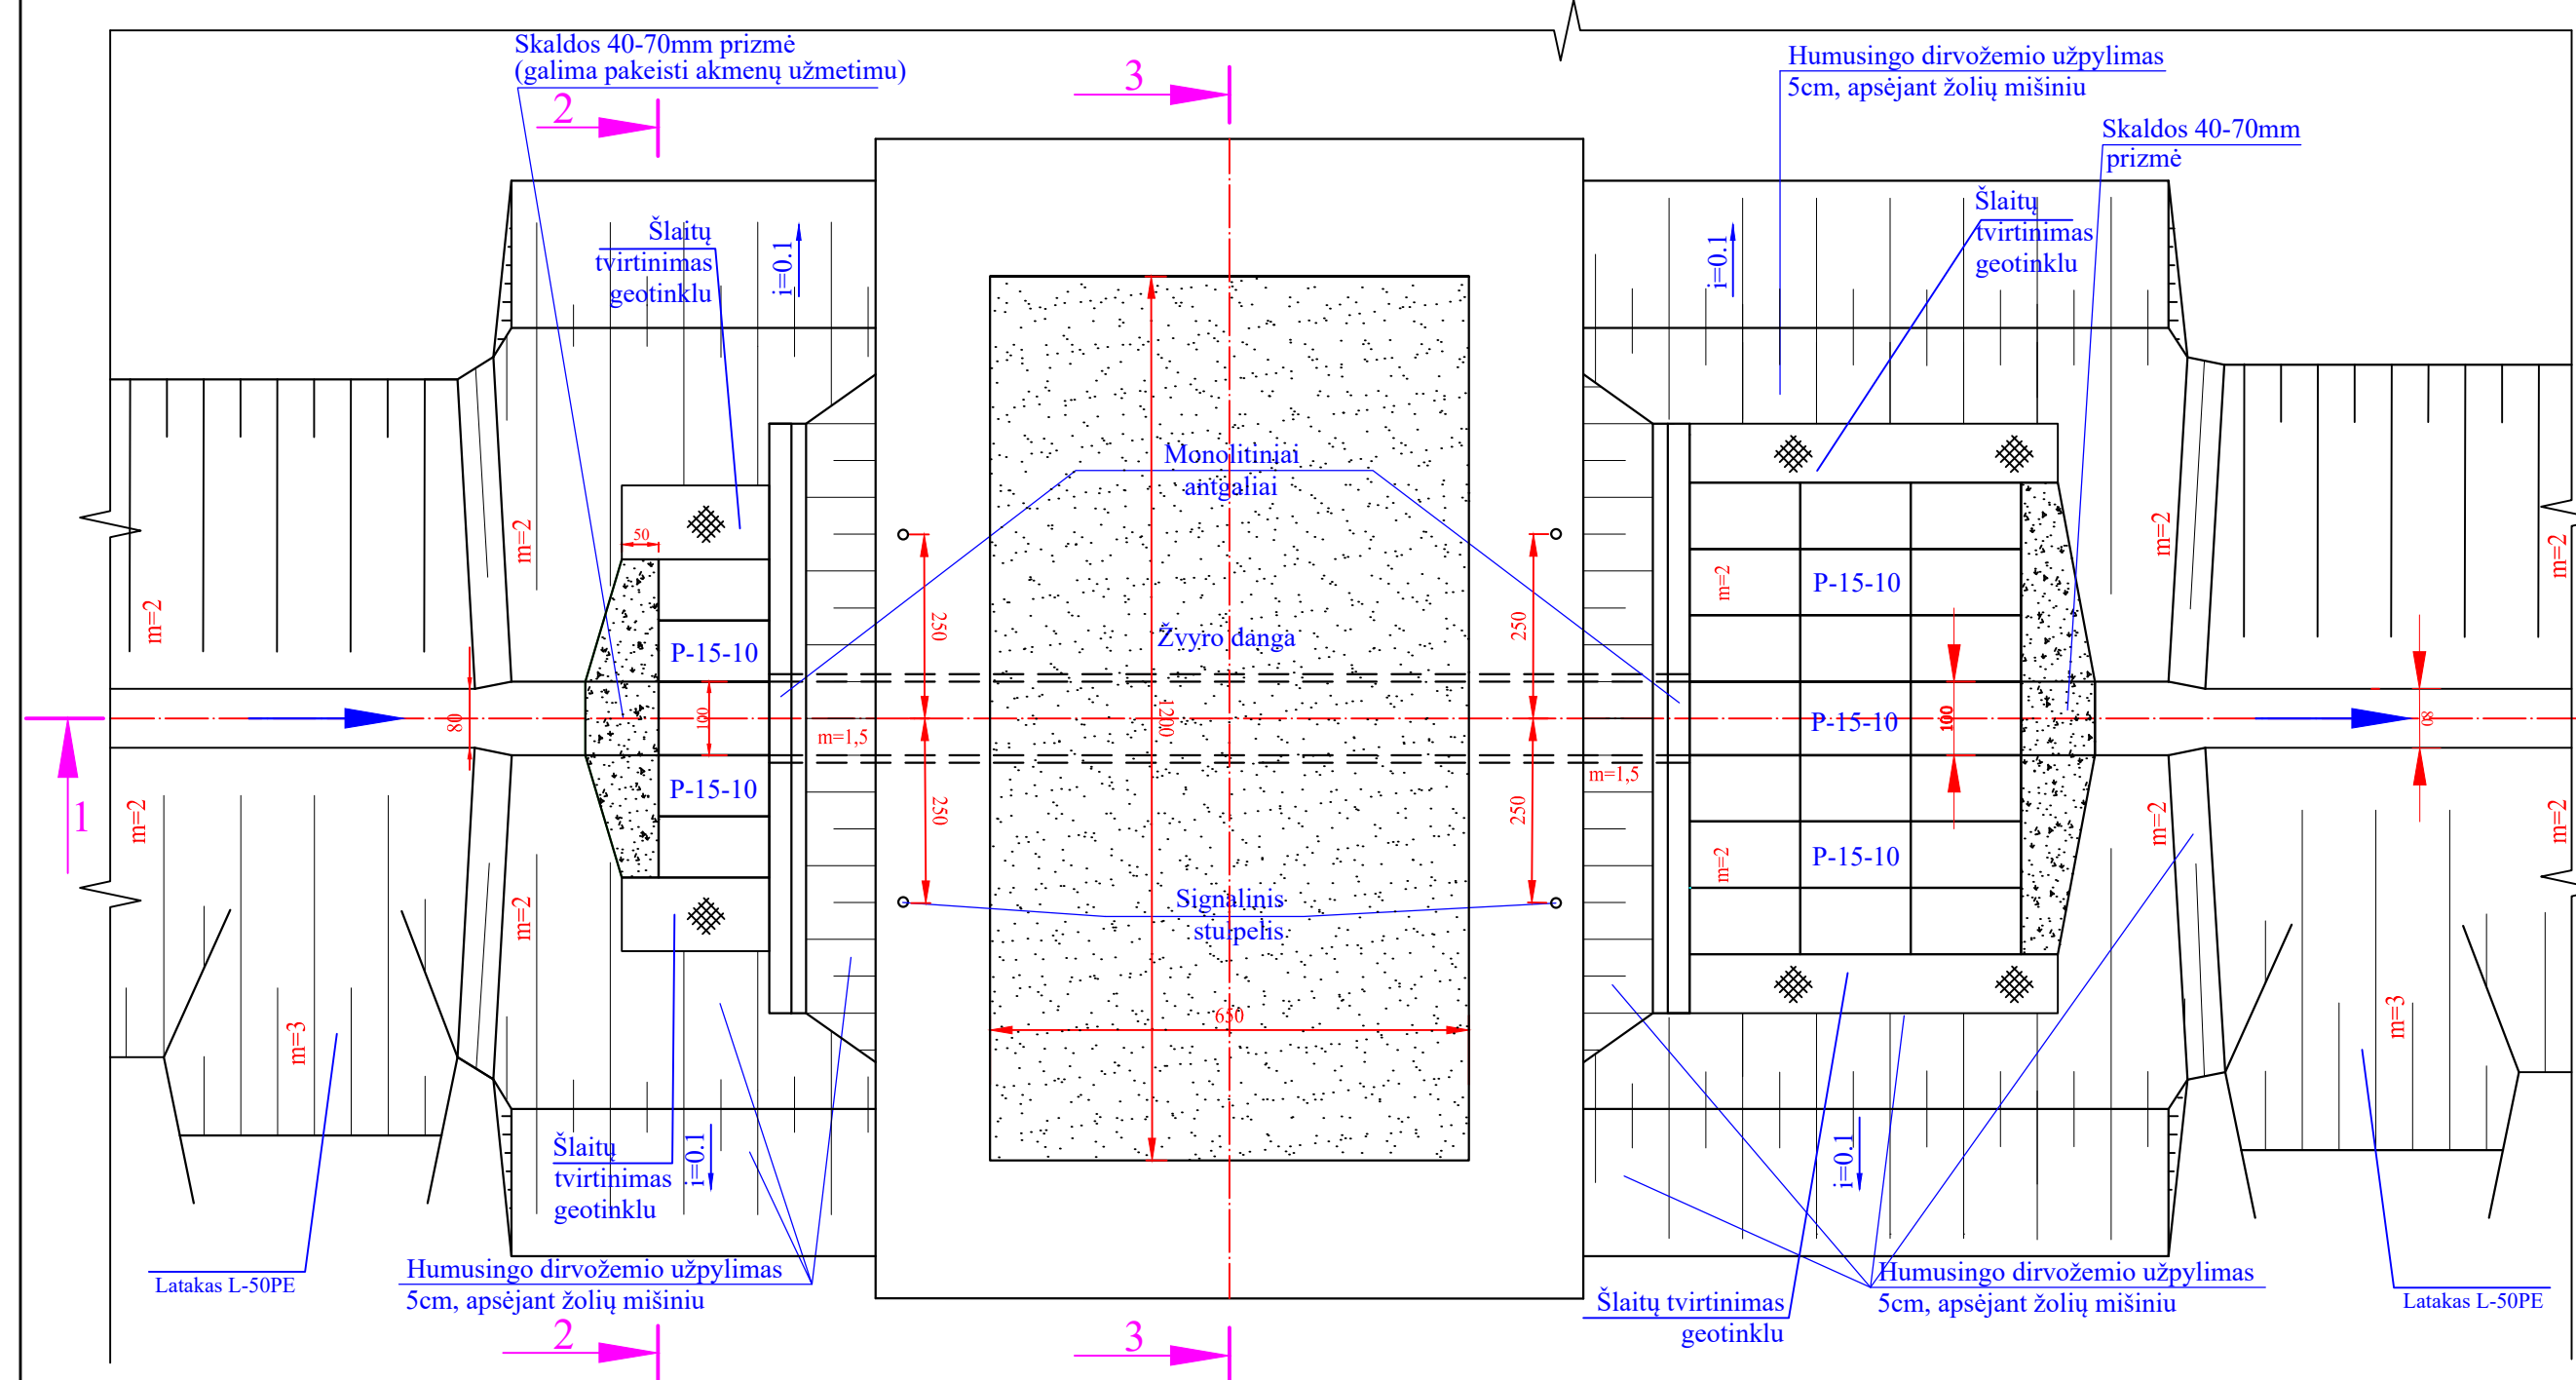 Skaldos 40-70mm prizmė
(galima pakeisti akmenų užmetimu)
2
3
Humusingo dirvožemio užpylimas
5cm, apsėjant žolių mišiniu
Skaldos 40-70mm
prizmė
Šlaitų
tvirtinimas
geotinklu
i=0.1
i=0.1
Šlaitų
tvirtinimas
geotinklu
Monolitiniai
antgaliai
m=2
m=2
50
250
250
m=2
P-15-10
m=2
m=2
Žvyro danga
P-15-10
80
100
1200
m=1,5
P-15-10
100
80
m=1,5
1
m=2
P-15-10
250
250
m=2
P-15-10
m=2
m=2
m=2
Signalinis
stulpelis
m=3
650
m=3
Šlaitų
tvirtinimas
geotinklu
i=0.1
i=0.1
Latakas L-50PE
Humusingo dirvožemio užpylimas
5cm, apsėjant žolių mišiniu
Šlaitų tvirtinimas
geotinklu
Humusingo dirvožemio užpylimas
5cm, apsėjant žolių mišiniu
Latakas L-50PE
2
3